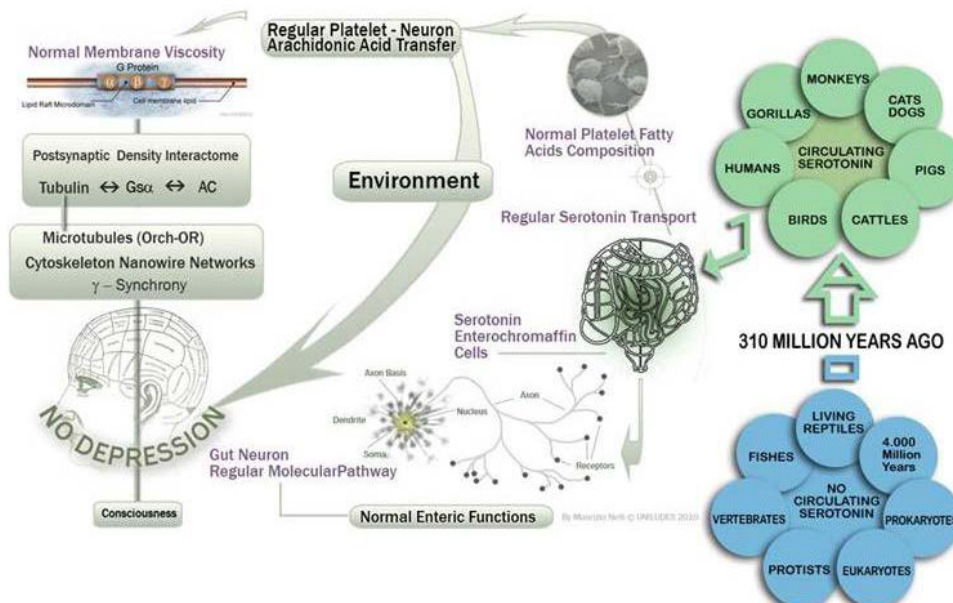 Regular Platelet - Neuron
Arachidonic Acid Transfer
Normal Membrane Viscosity
G Protein
α β γ
Lipid Raft Microdomain
Cell membrane lipid
Postsynaptic Density Interactome
Tubulin ↔ Gsα ↔ AC
Microtubules (Orch-OR)
Cytoskeleton Nanowire Networks
γ – Synchrony
NO DEPRESSION
Consciousness
Environment
Normal Platelet Fatty
Acids Composition
Regular Serotonin Transport
Serotonin
Enterochromaffin
Cells
Axon Basis
Dendrite
Soma
Nucleus
Axon
Receptors
Gut Neuron
Regular MolecularPathway
Normal Enteric Functions
By Massimo © 2010
MONKEYS
GORILLAS
CATS
DOGS
HUMANS
CIRCULATING
SEROTONIN
PIGS
BIRDS
CATTLES
310 MILLION YEARS AGO
LIVING
REPTILES
FISHES
4.000
Million
Years
NO
CIRCULATING
SEROTONIN
VERTEBRATES
PROKARYOTES
PROTISTS
EUKARYOTES